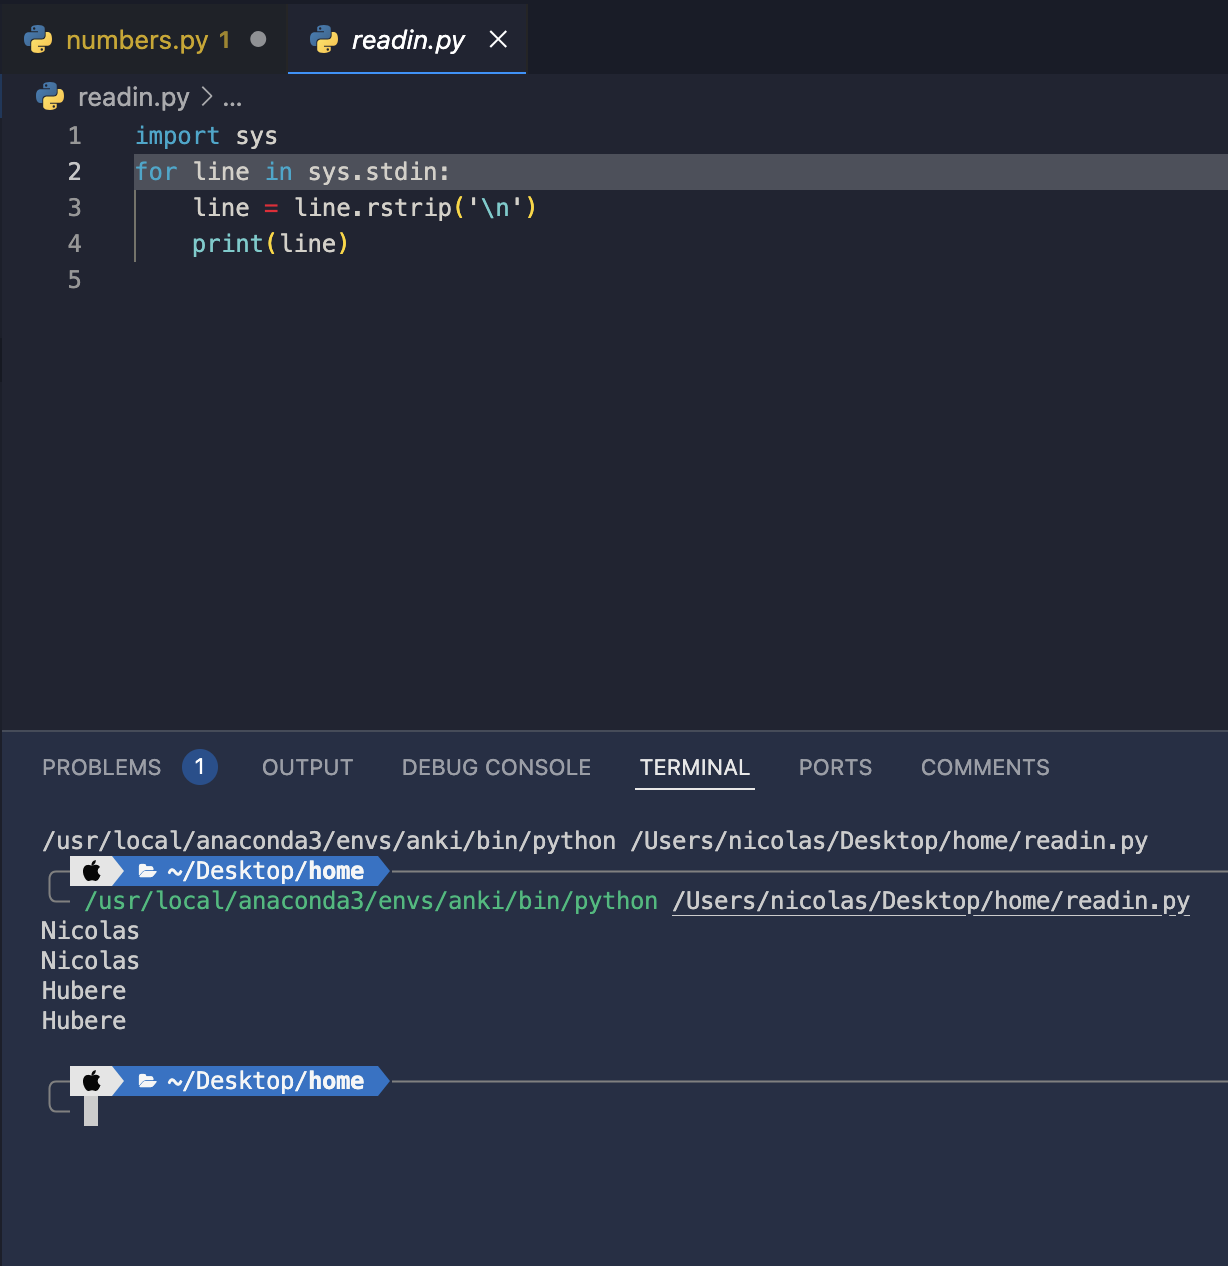 numbers.py 1
readin.py
readin.py > ...
1 import sys
2 for line in sys.stdin:
3     line = line.rstrip('\n')
4     print(line)
5
PROBLEMS 1 OUTPUT DEBUG CONSOLE TERMINAL PORTS COMMENTS
/usr/local/anaconda3/envs/anki/bin/python /Users/nicolas/Desktop/home/readin.py
~/Desktop/home
/usr/local/anaconda3/envs/anki/bin/python /Users/nicolas/Desktop/home/readin.py
Nicolas
Nicolas
Hubere
Hubere
~/Desktop/home